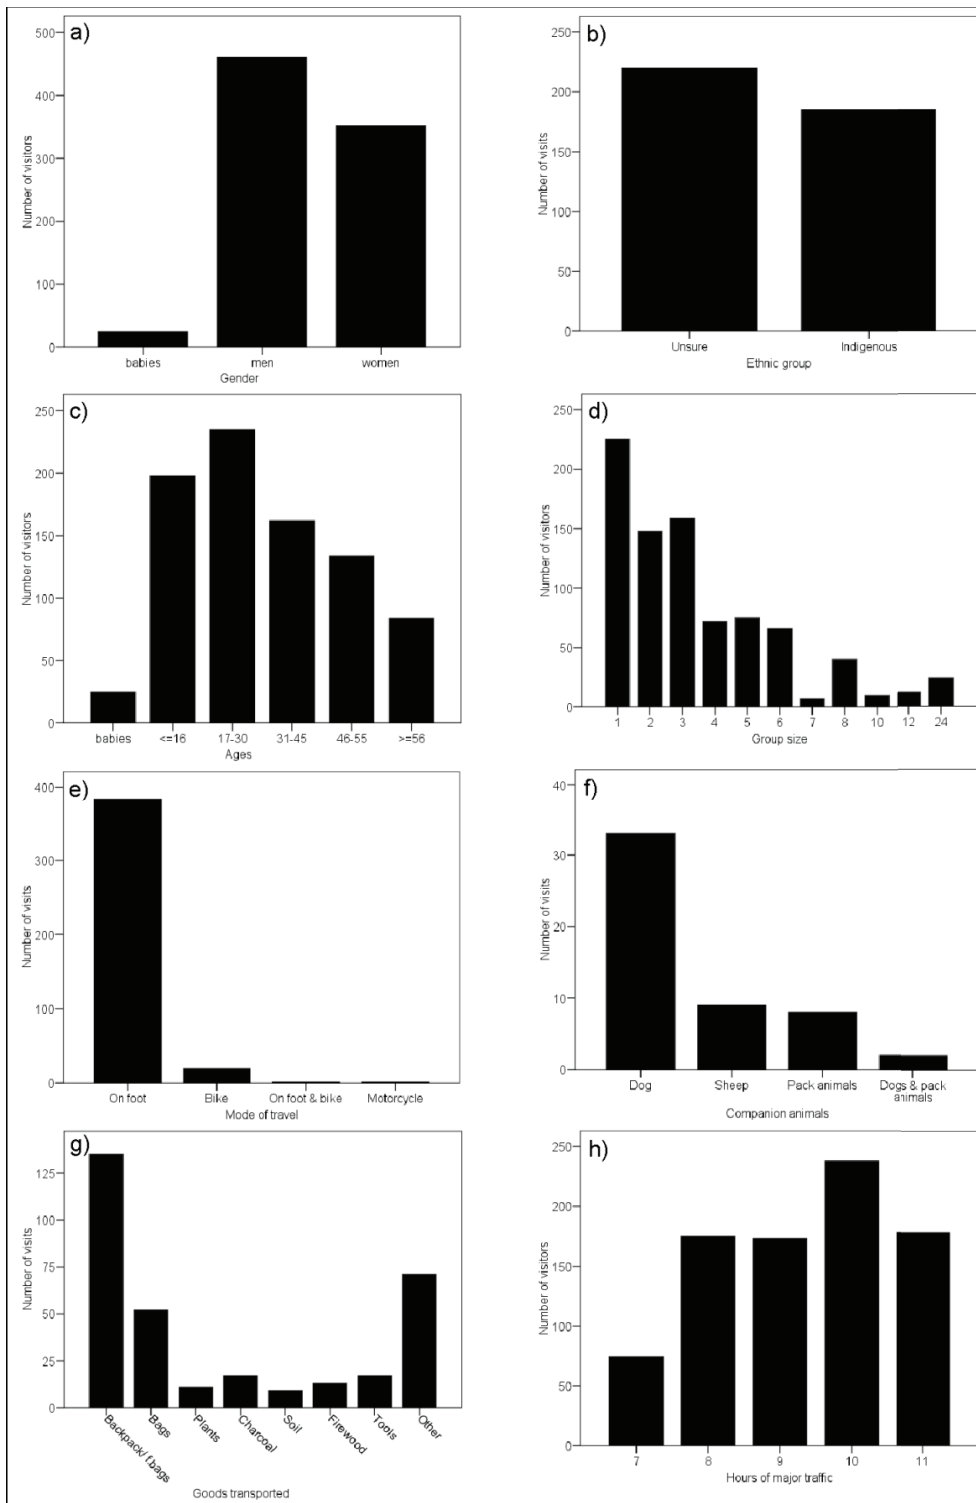 a)
500
400
300
200
100
0
Number of visitors
babies men women
Gender
b)
250
200
150
100
50
0
Number of visits
Unsure Indigenous
Ethnic group
c)
250
200
150
100
50
0
Number of visitors
babies <=16 17-30 31-45 46-55 >=56
Ages
d)
250
200
150
100
50
0
Number of visitors
1 2 3 4 5 6 7 8 10 12 24
Group size
e)
400
300
200
100
0
Number of visits
On foot Bike On foot & bike Motorcycle
Mode of travel
f)
40
30
20
10
0
Number of visits
Dog Sheep Pack animals Dogs & pack
animals
Companion animals
g)
125
100
75
50
25
0
Number of visits
Backpack/ f.bags Bags Plants Charcoal Soil Firewood Tools Other
Goods transported
h)
250
200
150
100
50
0
Number of visitors
7 8 9 10 11
Hours of major traffic